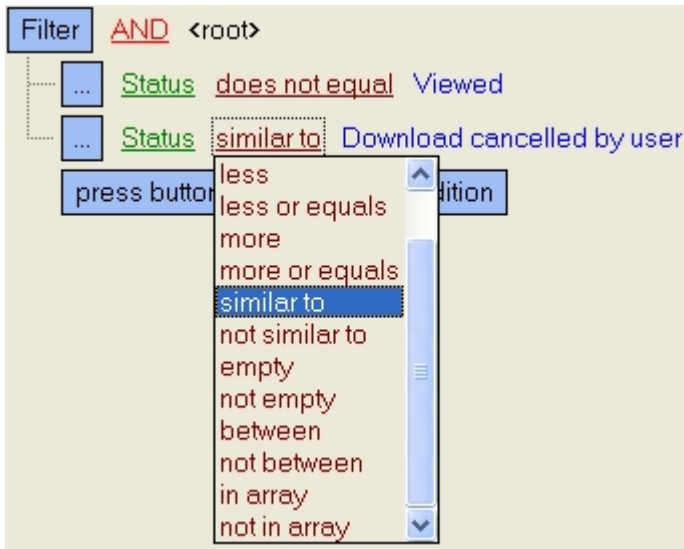 Filter AND <root>
... Status does not equal Viewed
... Status similar to Download cancelled by user
less
press button
dition
less or equals
more
more or equals
similar to
not similar to
empty
not empty
between
not between
in array
not in array